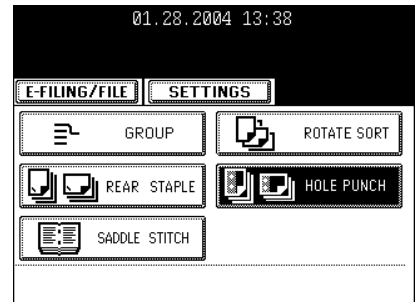 01.28.2004 13:38
E-FILING/FILE SETTINGS
GROUP ROTATE SORT
REAR STAPLE HOLE PUNCH
SADDLE STITCH